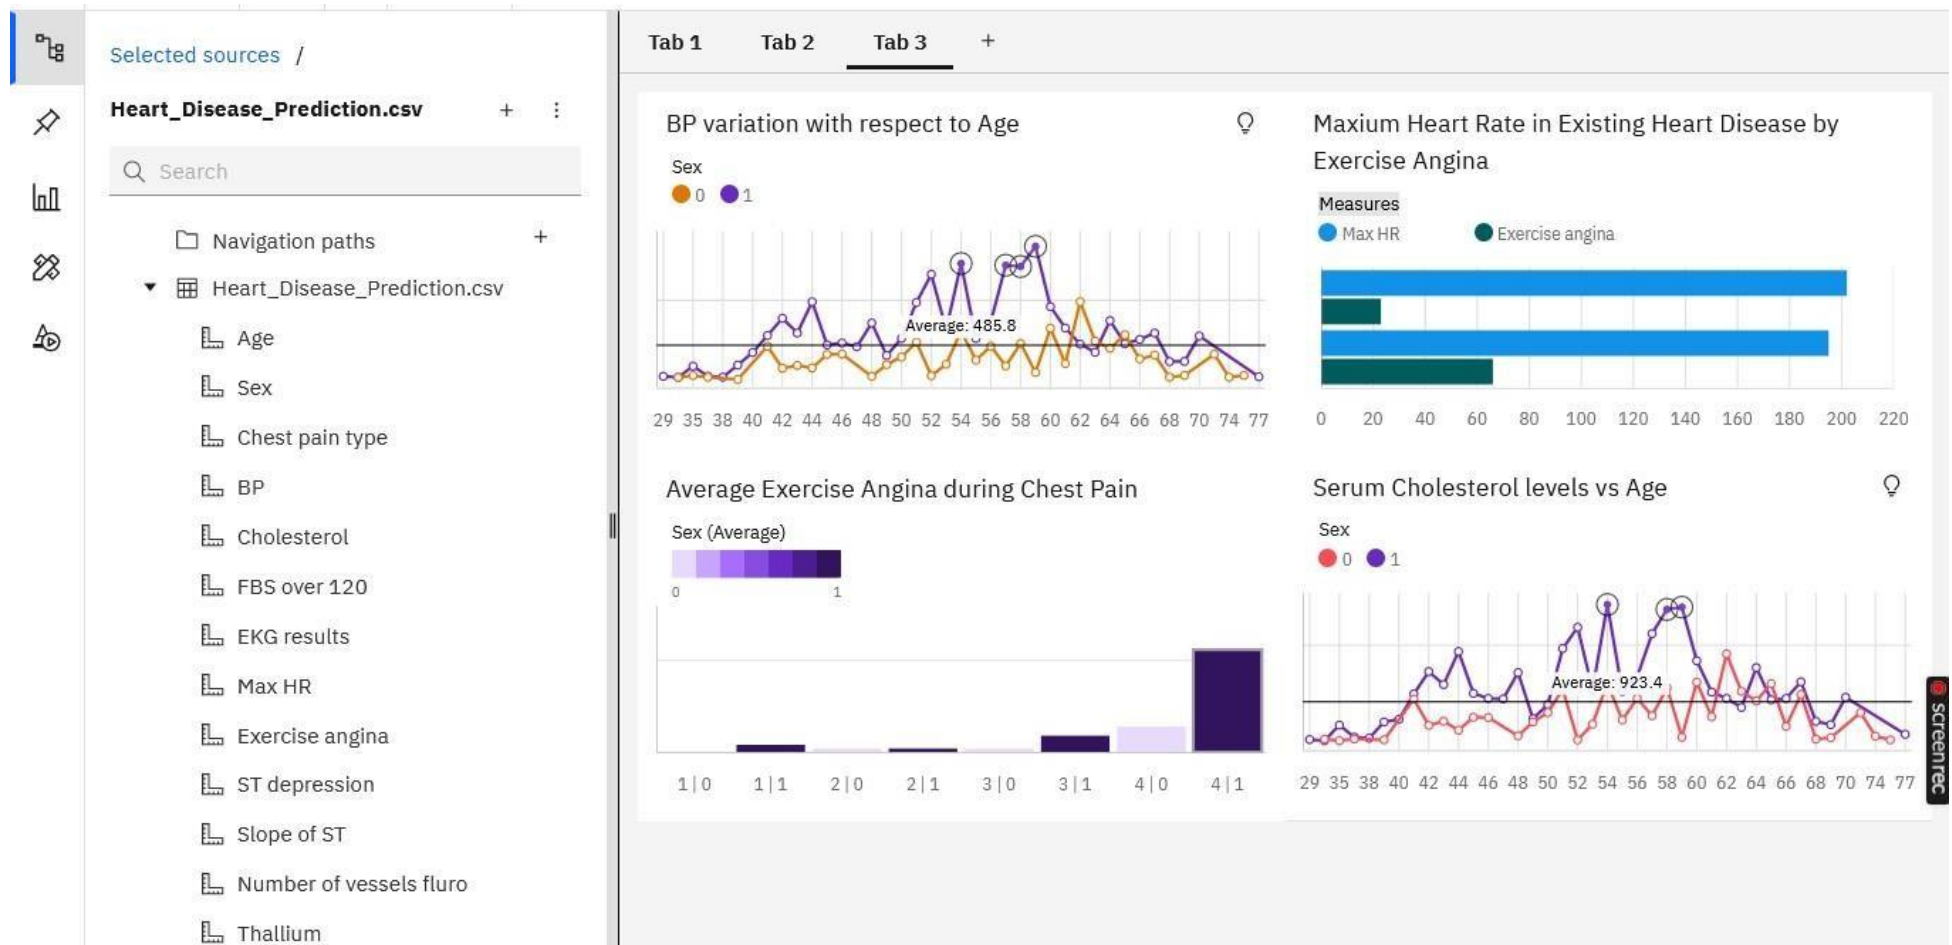 Selected sources /
Heart_Disease_Prediction.csv
Search
Navigation paths
Heart_Disease_Prediction.csv
Age
Sex
Chest pain type
BP
Cholesterol
FBS over 120
EKG results
Max HR
Exercise angina
ST depression
Slope of ST
Number of vessels fluro
Thallium
Tab 1 Tab 2 Tab 3 +
BP variation with respect to Age
Sex
0 1
Average: 485.8
29 35 38 40 42 44 46 48 50 52 54 56 58 60 62 64 66 68 70 74 77
Maxium Heart Rate in Existing Heart Disease by
Exercise Angina
Measures
Max HR Exercise angina
0 20 40 60 80 100 120 140 160 180 200 220
Average Exercise Angina during Chest Pain
Sex (Average)
0 1
1|0 1|1 2|0 2|1 3|0 3|1 4|0 4|1
Serum Cholesterol levels vs Age
Sex
0 1
Average: 923.4
29 35 38 40 42 44 46 48 50 52 54 56 58 60 62 64 66 68 70 74 77
screenrec